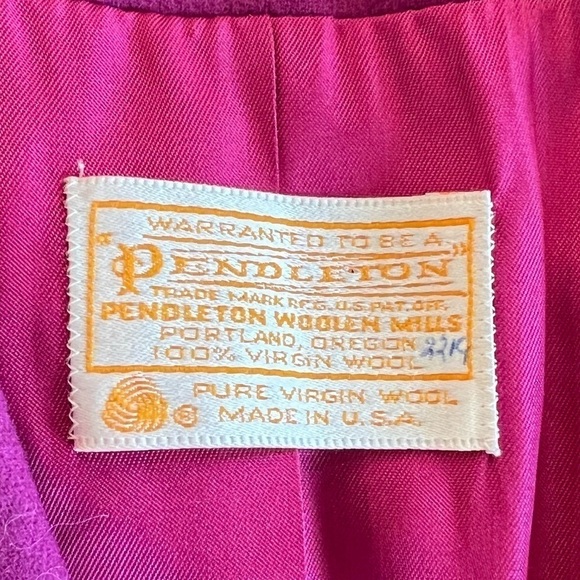 WARRANTED TO BE A
"PENDLETON"
TRADE MARK REG. U.S. PAT. OFF.
PENDLETON WOOLEN MILLS
PORTLAND, OREGON
100% VIRGIN WOOL
PURE VIRGIN WOOL
MADE IN U.S.A.